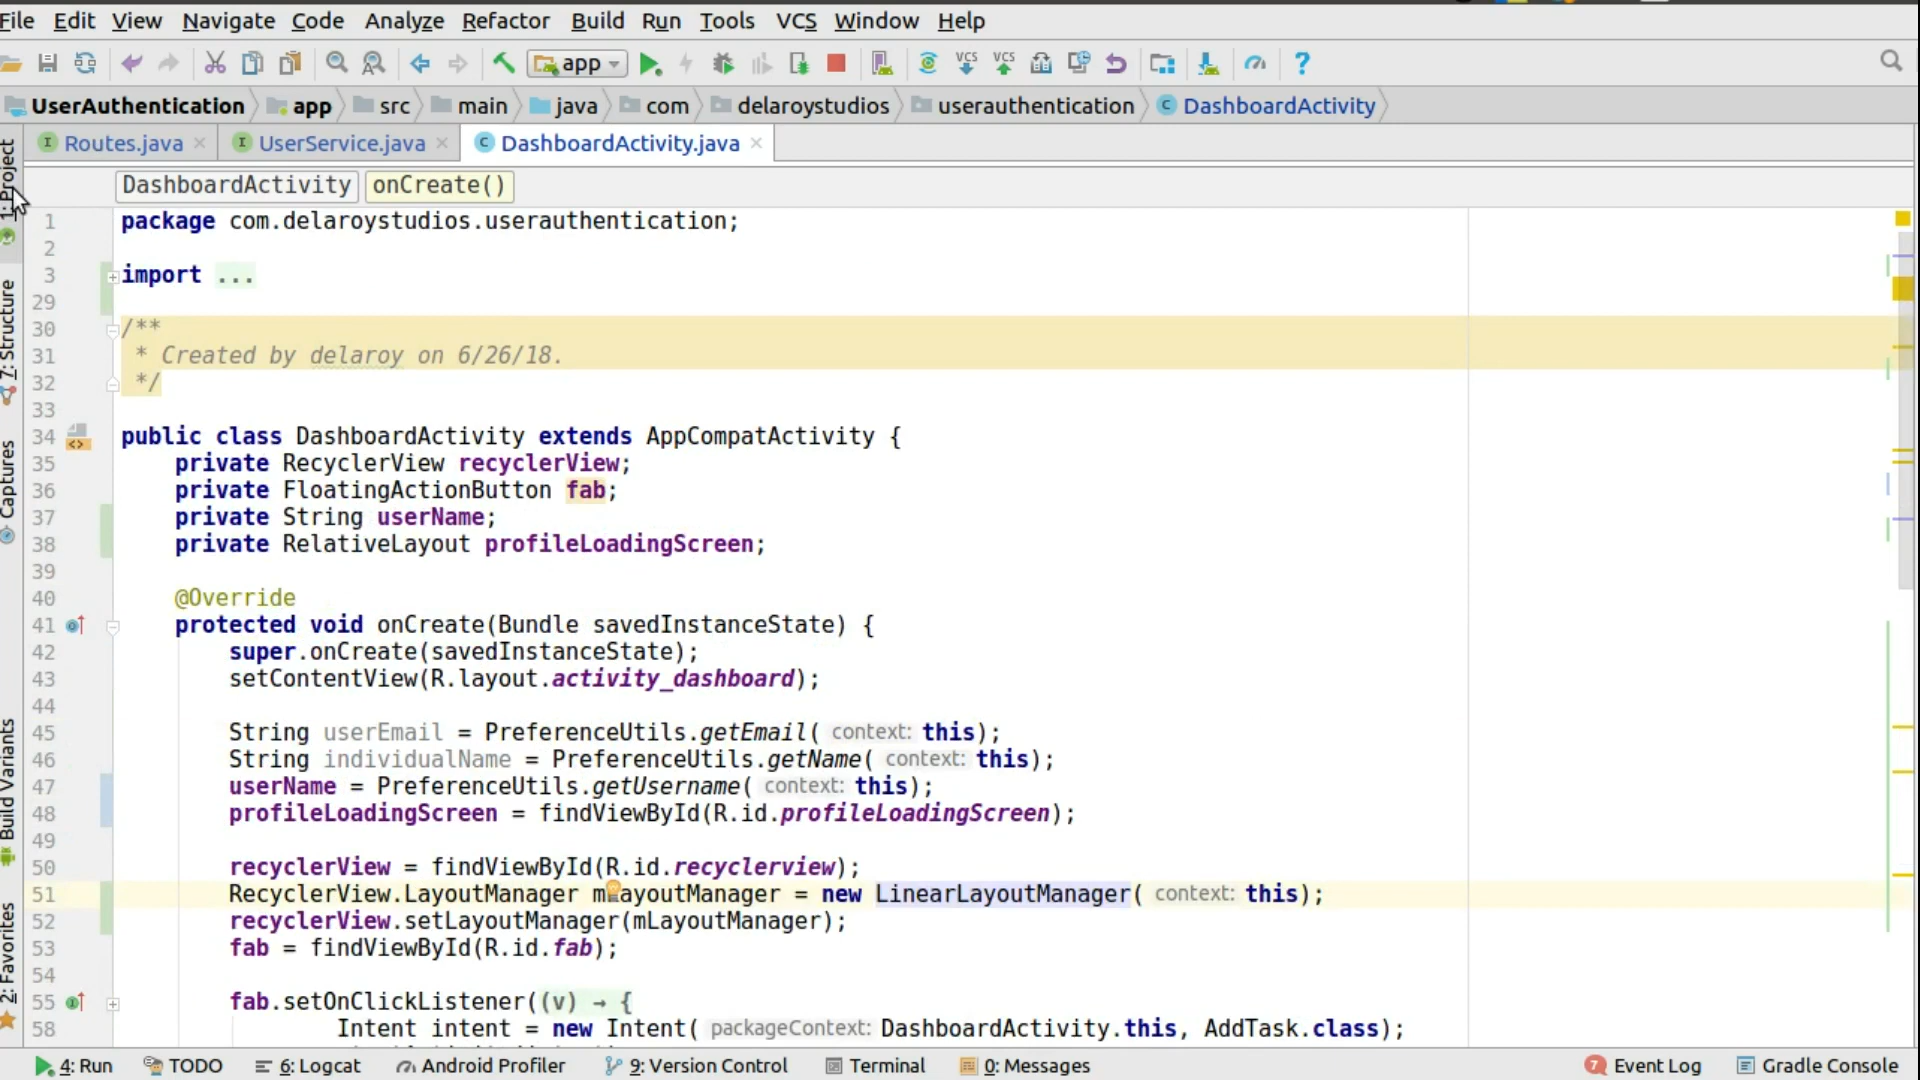 File Edit View Navigate Code Analyze Refactor Build Run Tools VCS Window Help
app VCS VCS ?
UserAuthentication app src main java com delaroystudios userauthentication C DashboardActivity
I Routes.java × I UserService.java × C DashboardActivity.java ×
DashboardActivity onCreate()
1 package com.delaroystudios.userauthentication;
2
3 import ...
29
30 /**
31 * Created by delaroy on 6/26/18.
32 */
33
34 public class DashboardActivity extends AppCompatActivity {
35 private RecyclerView recyclerView;
36 private FloatingActionButton fab;
37 private String userName;
38 private RelativeLayout profileLoadingScreen;
39
40 @Override
41 protected void onCreate(Bundle savedInstanceState) {
42 super.onCreate(savedInstanceState);
43 setContentView(R.layout.activity_dashboard);
44
45 String userEmail = PreferenceUtils.getEmail( context: this);
46 String individualName = PreferenceUtils.getName( context: this);
47 userName = PreferenceUtils.getUsername( context: this);
48 profileLoadingScreen = findViewById(R.id.profileLoadingScreen);
49
50 recyclerView = findViewById(R.id.recyclerview);
51 RecyclerView.LayoutManager mLayoutManager = new LinearLayoutManager( context: this);
52 recyclerView.setLayoutManager(mLayoutManager);
53 fab = findViewById(R.id.fab);
54
55 fab.setOnClickListener((v) → {
58 Intent intent = new Intent( packageContext: DashboardActivity.this, AddTask.class);
1: Project
7: Structure
Captures
Build Variants
2: Favorites
4: Run TODO 6: Logcat Android Profiler 9: Version Control Terminal 0: Messages 7 Event Log Gradle Console